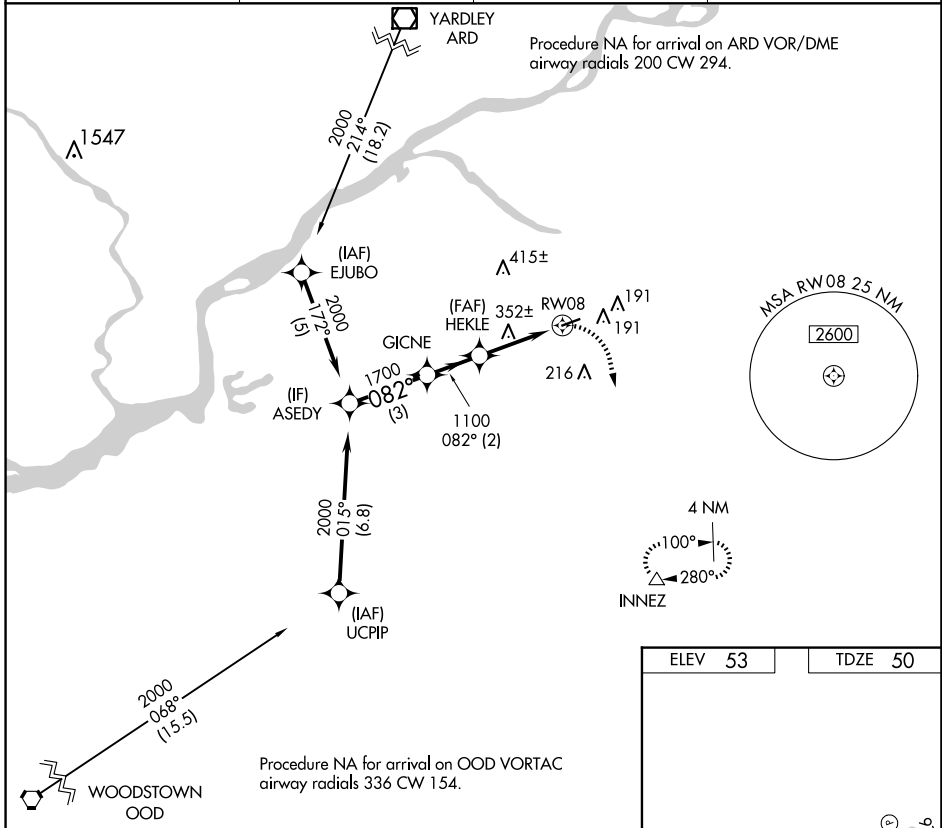 YARDLEY
ARD
Procedure NA for arrival on ARD VOR/DME
airway radials 200 CW 294.
1547
2000
214°
(18.2)
(IAF)
EJUBO
415±
2000
172°
(5)
(FAF)
HEKLE
352±
RW08
191
191
MSA RW08 25 NM
2600
GICNE
216
1700
082°
(3)
(IF)
ASEDY
1100
082° (2)
2000
015°
(6.8)
4 NM
100°
280°
INNEZ
(IAF)
UCPIP
ELEV 53
TDZE 50
2000
068°
(15.5)
Procedure NA for arrival on OOD VORTAC
airway radials 336 CW 154.
WOODSTOWN
OOD
P